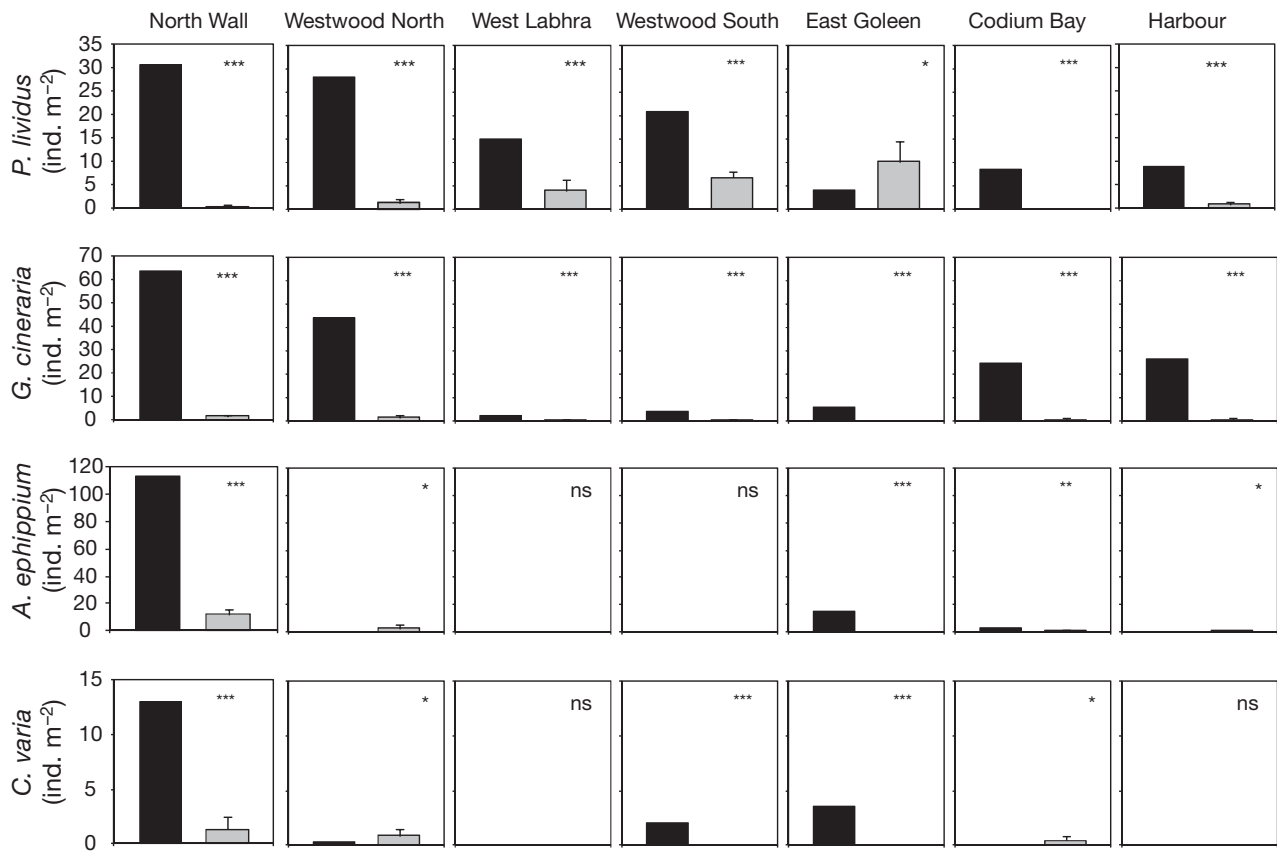 North Wall Westwood North West Labhra Westwood South East Goleen Codium Bay Harbour
P. lividus
(ind. m⁻²)
35
30
25
20
15
10
5
0
*** *** *** *** * *** ***
G. cineraria
(ind. m⁻²)
70
60
50
40
30
20
10
0
*** *** *** *** *** *** ***
A. ephippium
(ind. m⁻²)
120
100
80
60
40
20
0
*** * ns ns *** ** *
C. varia
(ind. m⁻²)
15
10
5
0
*** * ns *** *** * ns